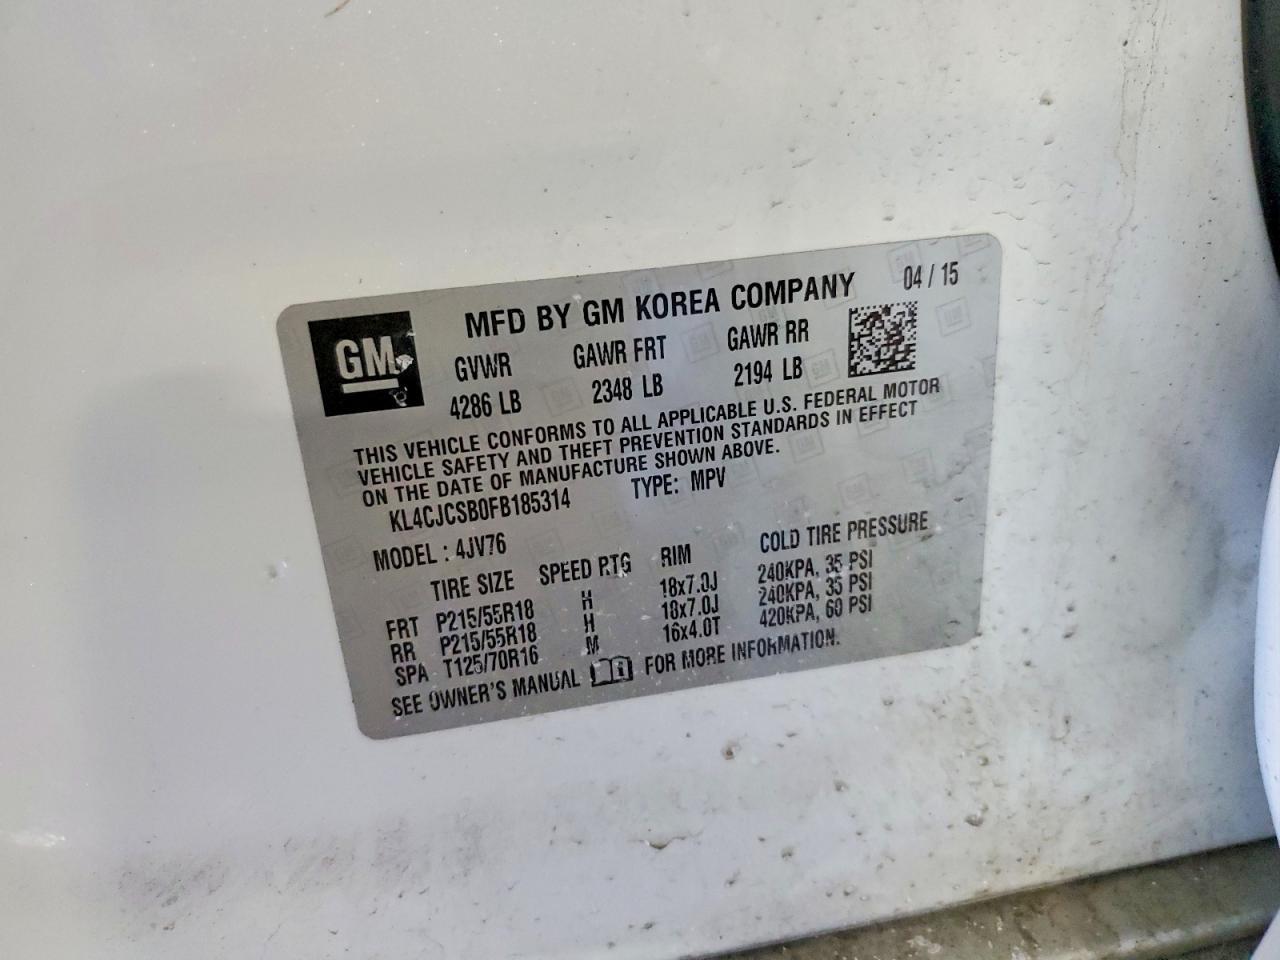 GM
MFD BY GM KOREA COMPANY 04 / 15
GVWR GAWR FRT GAWR RR
4286 LB 2348 LB 2194 LB
THIS VEHICLE CONFORMS TO ALL APPLICABLE U.S. FEDERAL MOTOR
VEHICLE SAFETY AND THEFT PREVENTION STANDARDS IN EFFECT
ON THE DATE OF MANUFACTURE SHOWN ABOVE.
KL4CJCSB0FB185314 TYPE: MPV
MODEL : 4JV76
TIRE SIZE SPEED RTG RIM COLD TIRE PRESSURE
FRT P215/55R18 H 18x7.0J 240KPA, 35 PSI
RR P215/55R18 H 18x7.0J 240KPA, 35 PSI
SPA T125/70R16 M 16x4.0T 420KPA, 60 PSI
SEE OWNER'S MANUAL FOR MORE INFORMATION.